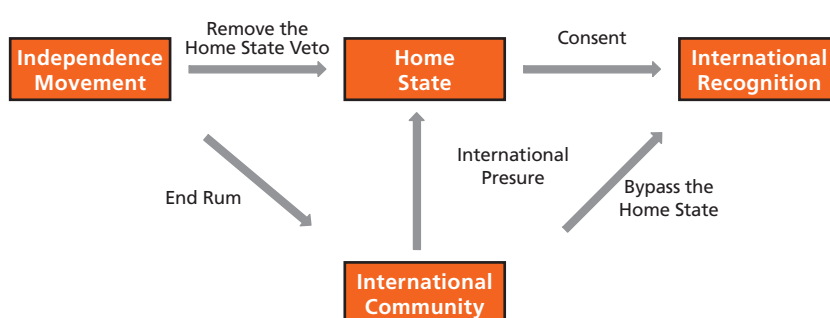 Remove the
Home State Veto
Independence
Movement
Home
State
Consent
International
Recognition
End Rum
International
Presure
Bypass the
Home State
International
Community